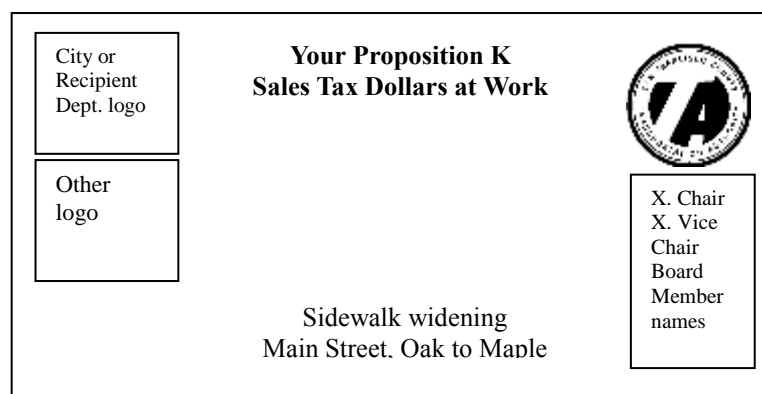 City or
Recipient
Dept. logo
Your Proposition K
Sales Tax Dollars at Work
Other
logo
X. Chair
X. Vice
Chair
Board
Member
names
Sidewalk widening
Main Street, Oak to Maple